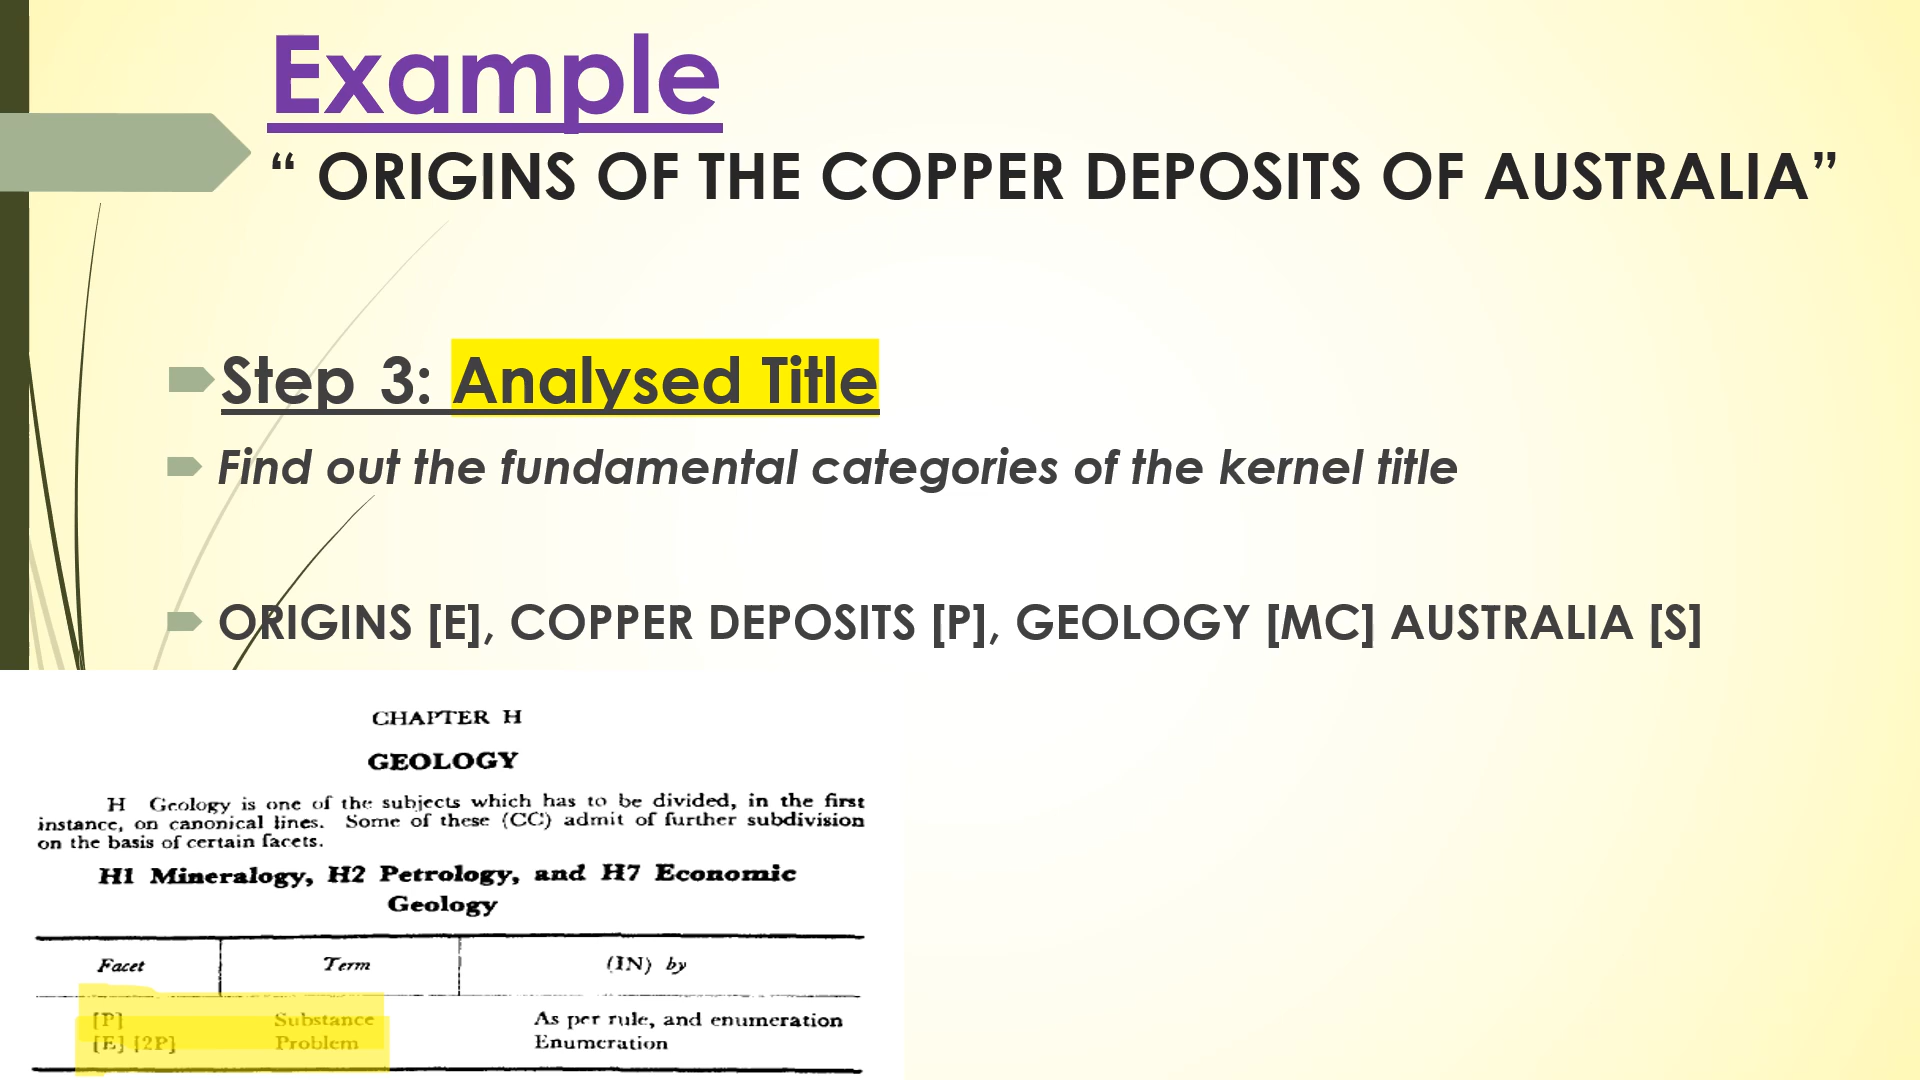 Example
“ ORIGINS OF THE COPPER DEPOSITS OF AUSTRALIA”
Step 3: Analysed Title
Find out the fundamental categories of the kernel title
ORIGINS [E], COPPER DEPOSITS [P], GEOLOGY [MC] AUSTRALIA [S]
CHAPTER H
GEOLOGY
H Geology is one of the subjects which has to be divided, in the first
instance, on canonical lines. Some of these (CC) admit of further subdivision
on the basis of certain facets.
H1 Mineralogy, H2 Petrology, and H7 Economic
Geology
Facet Term (IN) by
[P] Substance As per rule, and enumeration
[E] [2P] Problem Enumeration